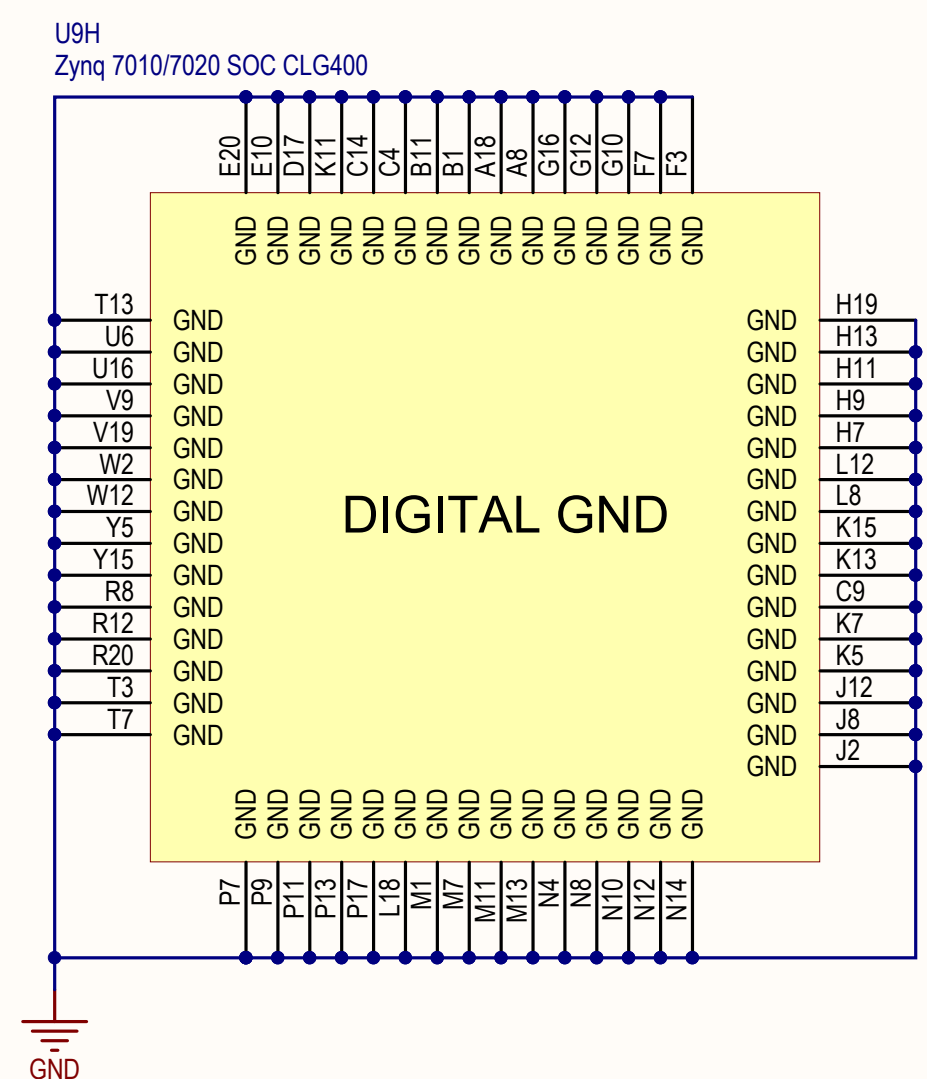 U9H
Zynq 7010/7020 SOC CLG400
E20 E10 D17 K11 C14 C4 B11 B1 A18 A8 G16 G12 G10 F7 F3
GND GND GND GND GND GND GND GND GND GND GND GND GND GND GND
T13 GND GND H19
U6 GND GND H13
U16 GND GND H11
V9 GND GND H9
V19 GND GND H7
W2 GND GND L12
W12 GND DIGITAL GND GND L8
Y5 GND GND K15
Y15 GND GND K13
R8 GND GND C9
R12 GND GND K7
R20 GND GND K5
T3 GND GND J12
T7 GND GND J8
GND J2
GND GND GND GND GND GND GND GND GND GND GND GND GND GND GND
P7 P9 P11 P13 P17 L18 M1 M7 M11 M13 N4 N8 N10 N12 N14
GND